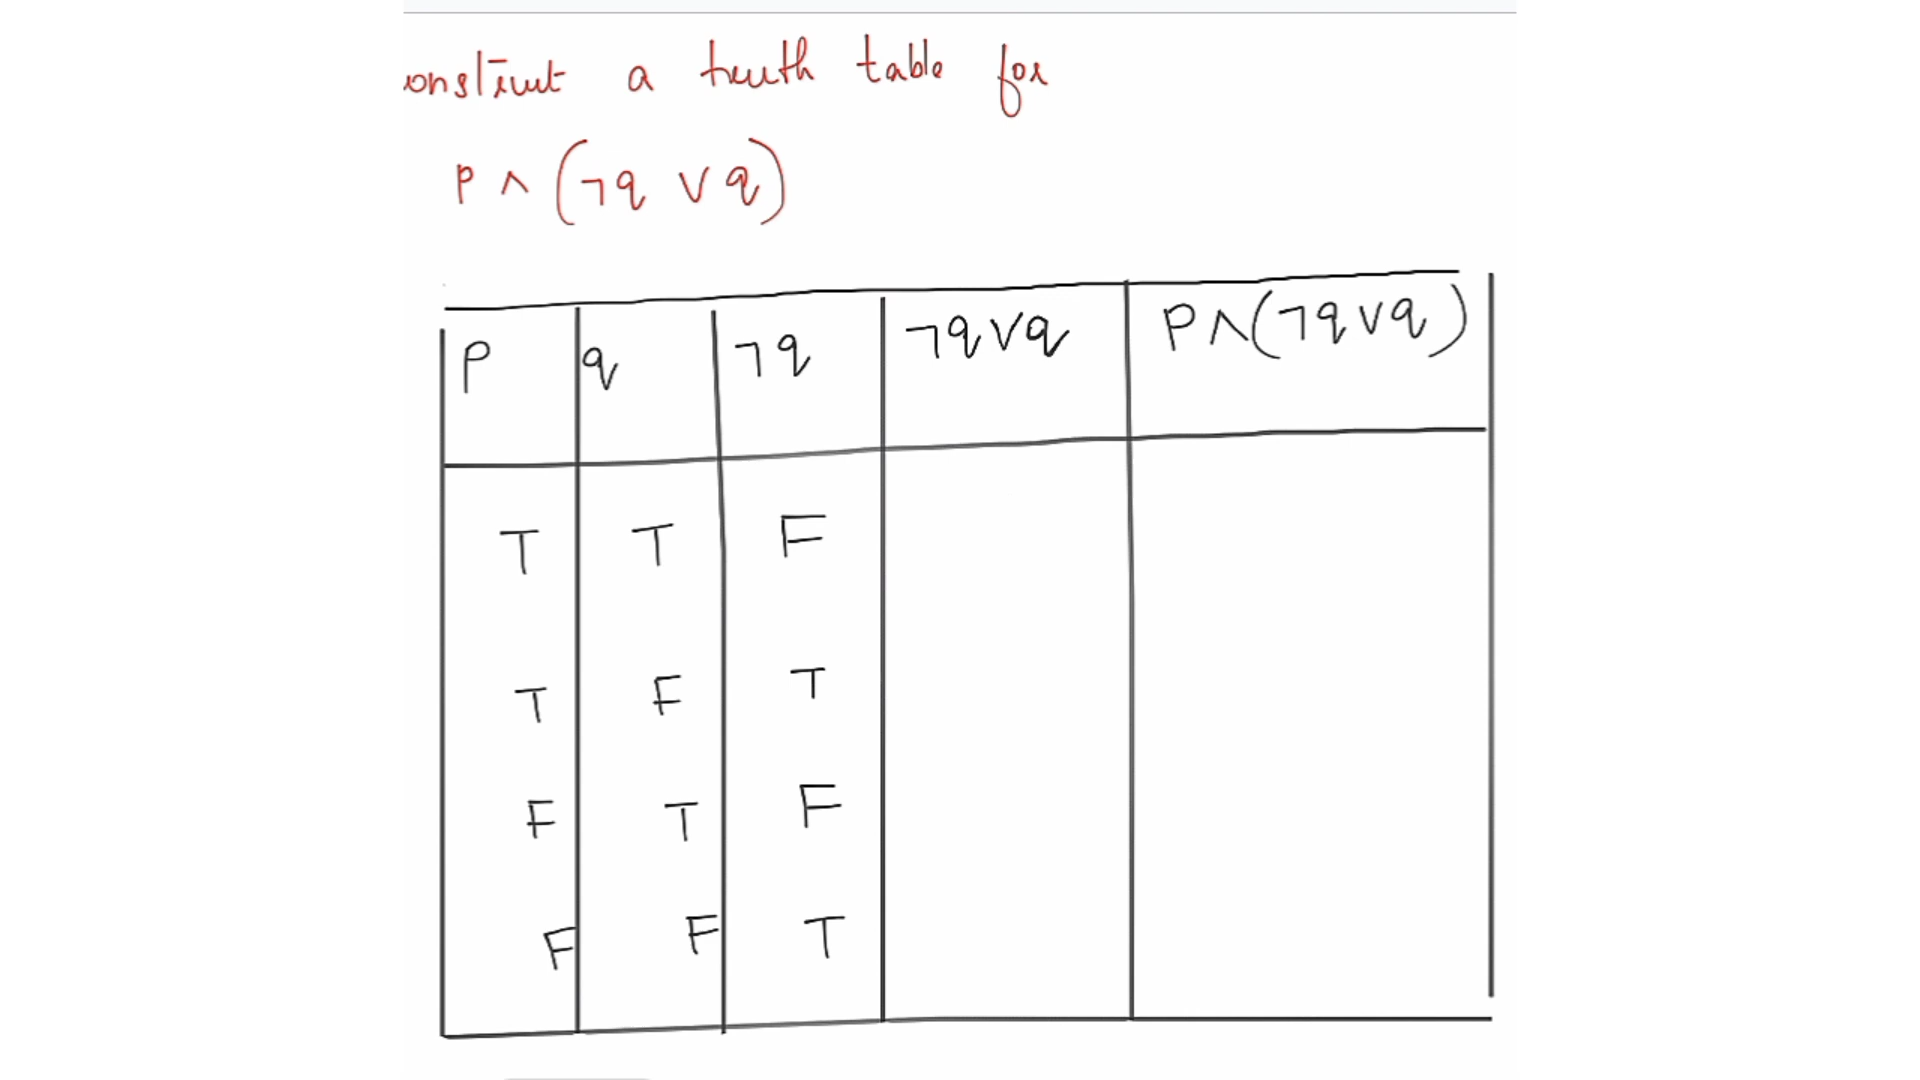 onstruct a truth table for
P ∧ (¬q ∨ q)
P q ¬q ¬q∨q P∧(¬q∨q)
T T F
T F T
F T F
F F T